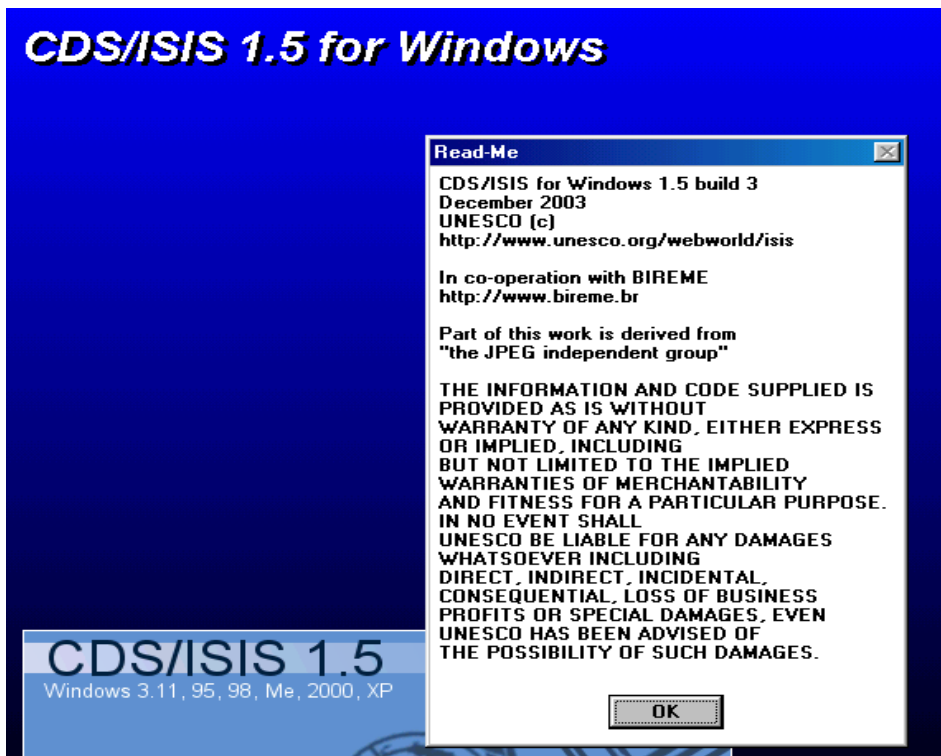 CDS/ISIS 1.5 for Windows
Read-Me
CDS/ISIS for Windows 1.5 build 3
December 2003
UNESCO (c)
http://www.unesco.org/webworld/isis
In co-operation with BIREME
http://www.bireme.br
Part of this work is derived from
"the JPEG independent group"
THE INFORMATION AND CODE SUPPLIED IS
PROVIDED AS IS WITHOUT
WARRANTY OF ANY KIND, EITHER EXPRESS
OR IMPLIED, INCLUDING
BUT NOT LIMITED TO THE IMPLIED
WARRANTIES OF MERCHANTABILITY
AND FITNESS FOR A PARTICULAR PURPOSE.
IN NO EVENT SHALL
UNESCO BE LIABLE FOR ANY DAMAGES
WHATSOEVER INCLUDING
DIRECT, INDIRECT, INCIDENTAL,
CONSEQUENTIAL, LOSS OF BUSINESS
PROFITS OR SPECIAL DAMAGES, EVEN
UNESCO HAS BEEN ADVISED OF
THE POSSIBILITY OF SUCH DAMAGES.
OK
CDS/ISIS 1.5
Windows 3.11, 95, 98, Me, 2000, XP